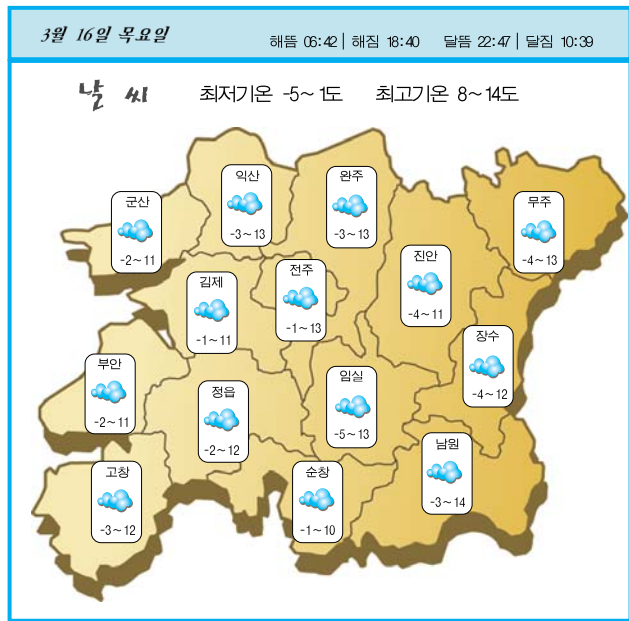 3월 16일 목요일
해뜸 06:42 | 해짐 18:40 달뜸 22:47 | 달짐 10:39
날 씨 최저기온 -5~1도 최고기온 8~14도
익산
-3~13
완주
-3~13
군산
-2~11
무주
-4~13
진안
-4~11
전주
-1~13
김제
-1~11
장수
-4~12
부안
-2~11
임실
-5~13
정읍
-2~12
남원
-3~14
고창
-3~12
순창
-1~10